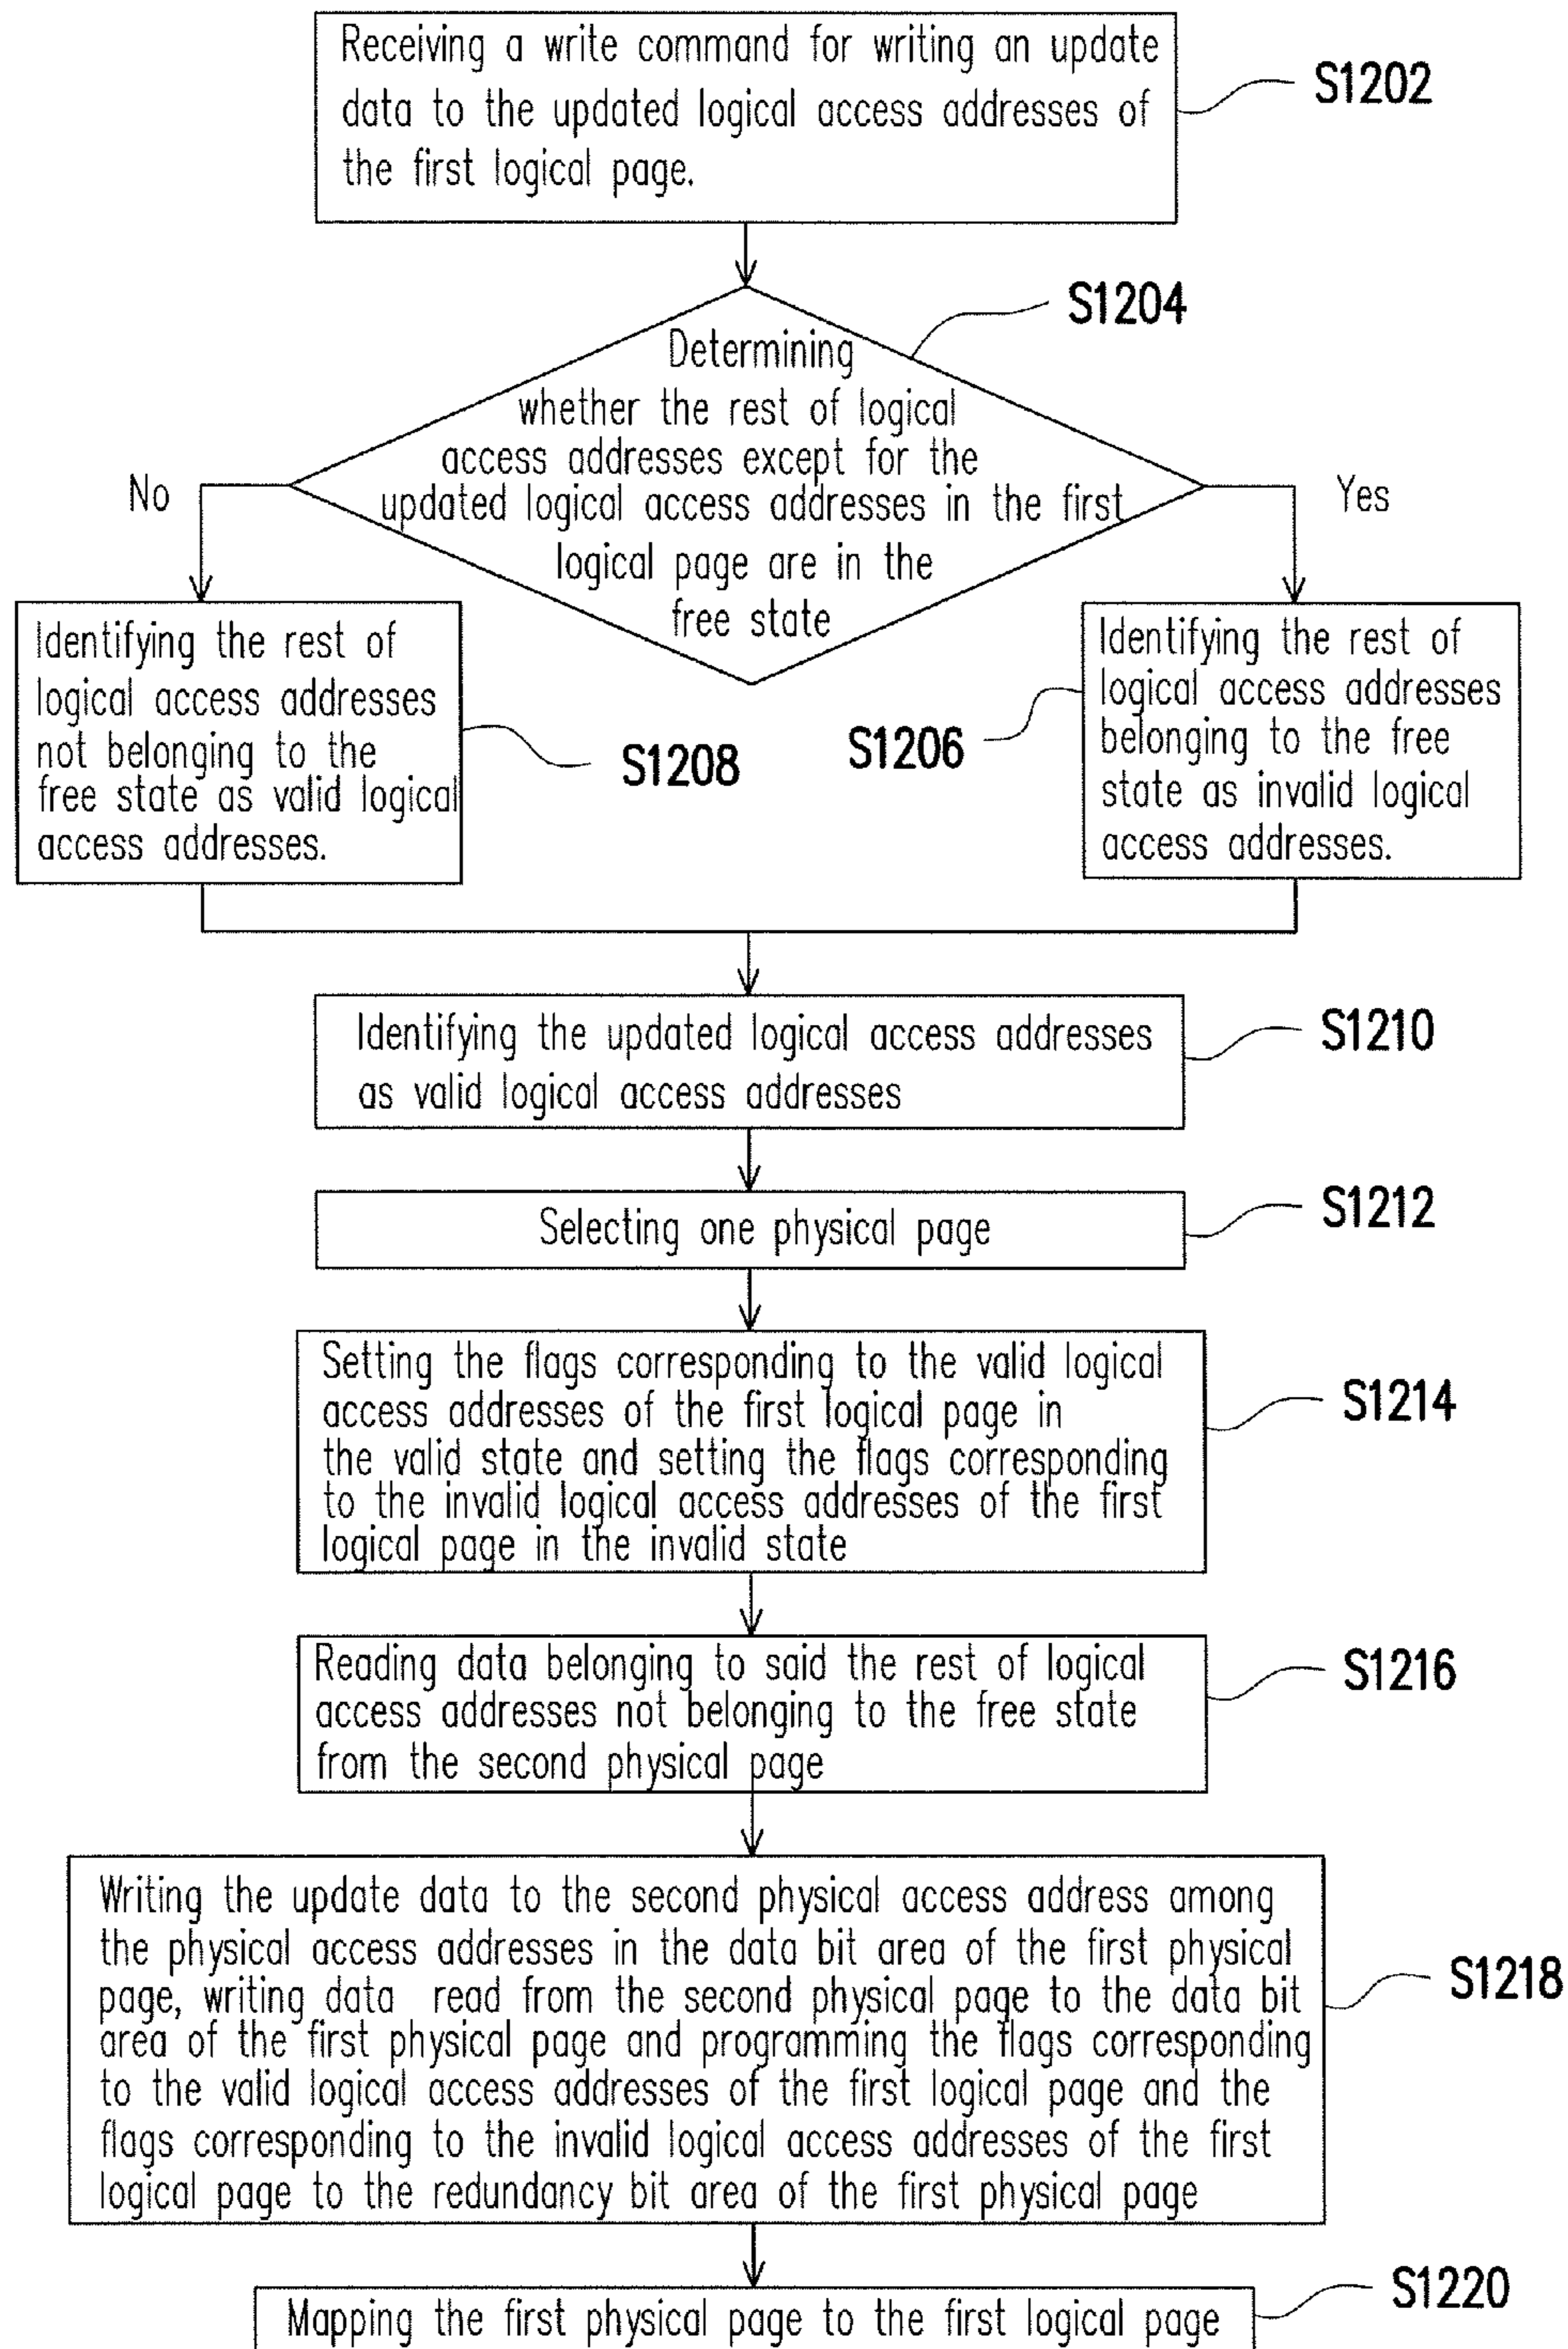 Receiving a write command for writing an update
data to the updated logical access addresses of
the first logical page.
S1202
S1204
Determining
whether the rest of logical
access addresses except for the
updated logical access addresses in the first
logical page are in the
free state
No
Yes
Identifying the rest of
logical access addresses
not belonging to the
free state as valid logical
access addresses.
S1208
S1206
Identifying the rest of
logical access addresses
belonging to the free
state as invalid logical
access addresses.
Identifying the updated logical access addresses
as valid logical access addresses
S1210
Selecting one physical page
S1212
Setting the flags corresponding to the valid logical
access addresses of the first logical page in
the valid state and setting the flags corresponding
to the invalid logical access addresses of the first
logical page in the invalid state
S1214
Reading data belonging to said the rest of logical
access addresses not belonging to the free state
from the second physical page
S1216
Writing the update data to the second physical access address among
the physical access addresses in the data bit area of the first physical
page, writing data read from the second physical page to the data bit
area of the first physical page and programming the flags corresponding
to the valid logical access addresses of the first logical page and the
flags corresponding to the invalid logical access addresses of the first
logical page to the redundancy bit area of the first physical page
S1218
Mapping the first physical page to the first logical page
S1220